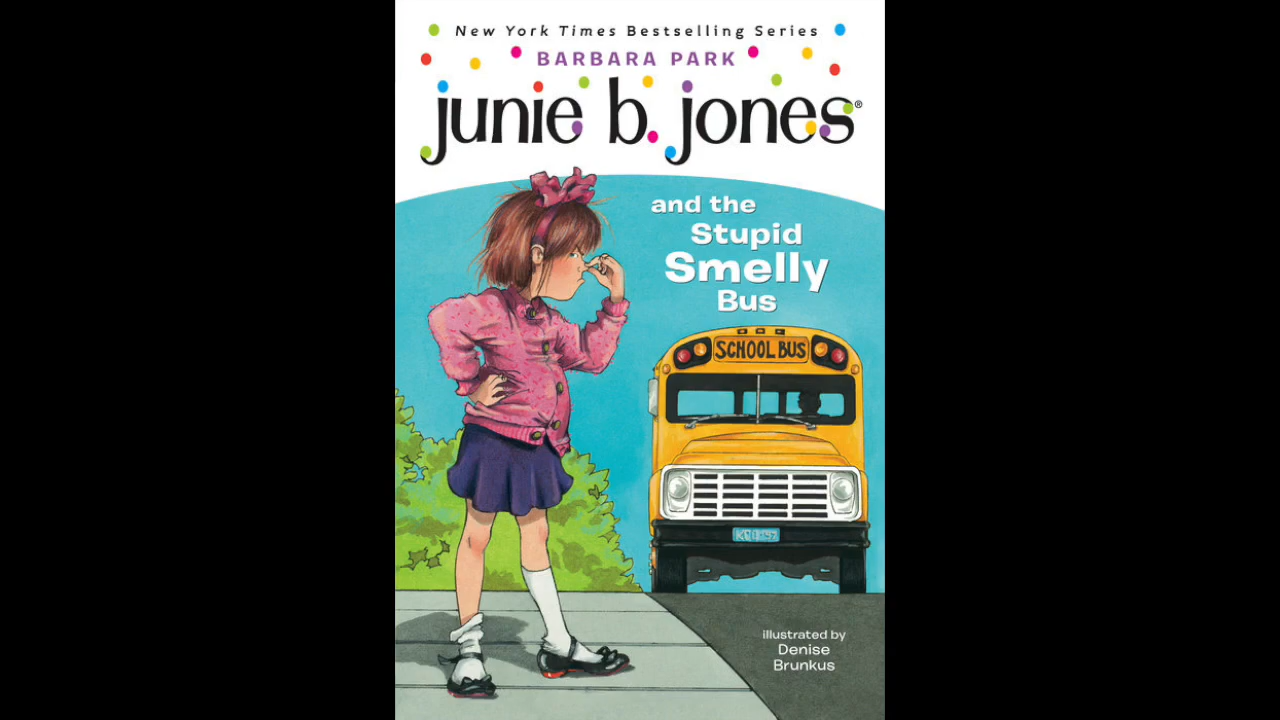 New York Times Bestselling Series
BARBARA PARK
junie b. jones®
and the
Stupid
Smelly
Bus
SCHOOL BUS
illustrated by
Denise
Brunkus